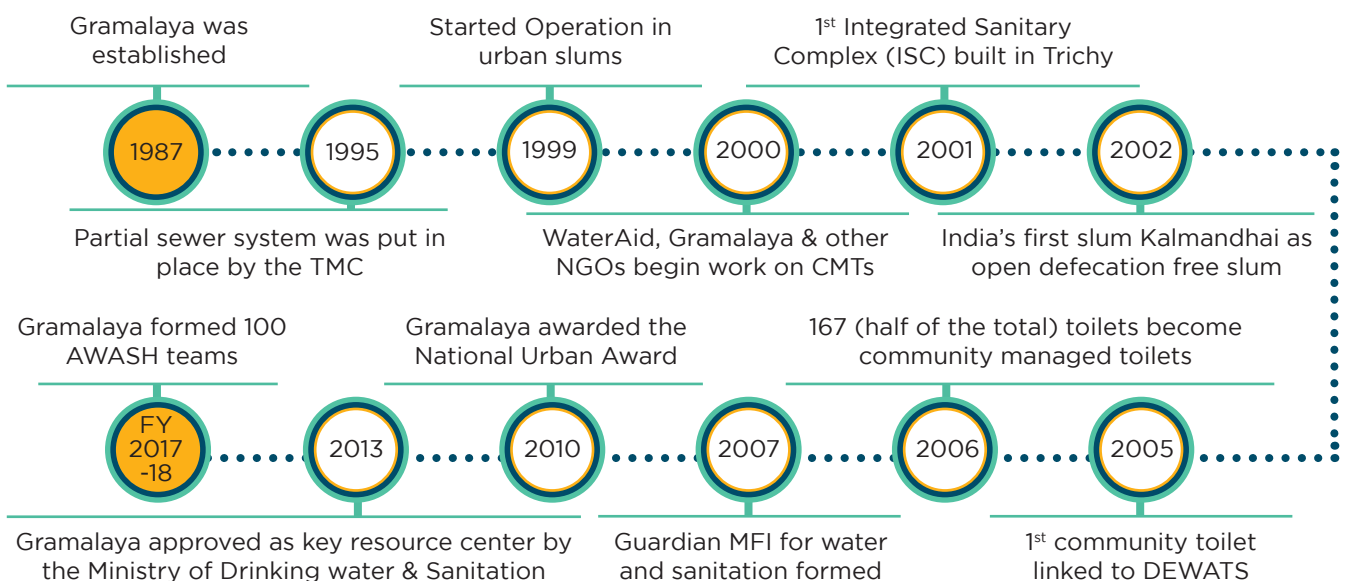 Gramalaya was
established
Started Operation in
urban slums
1st Integrated Sanitary
Complex (ISC) built in Trichy
1987
1995
1999
2000
2001
2002
Partial sewer system was put in
place by the TMC
WaterAid, Gramalaya & other
NGOs begin work on CMTs
India's first slum Kalmandhai as
open defecation free slum
Gramalaya formed 100
AWASH teams
Gramalaya awarded the
National Urban Award
167 (half of the total) toilets become
community managed toilets
FY
2017
-18
2013
2010
2007
2006
2005
Gramalaya approved as key resource center by
the Ministry of Drinking water & Sanitation
Guardian MFI for water
and sanitation formed
1st community toilet
linked to DEWATS